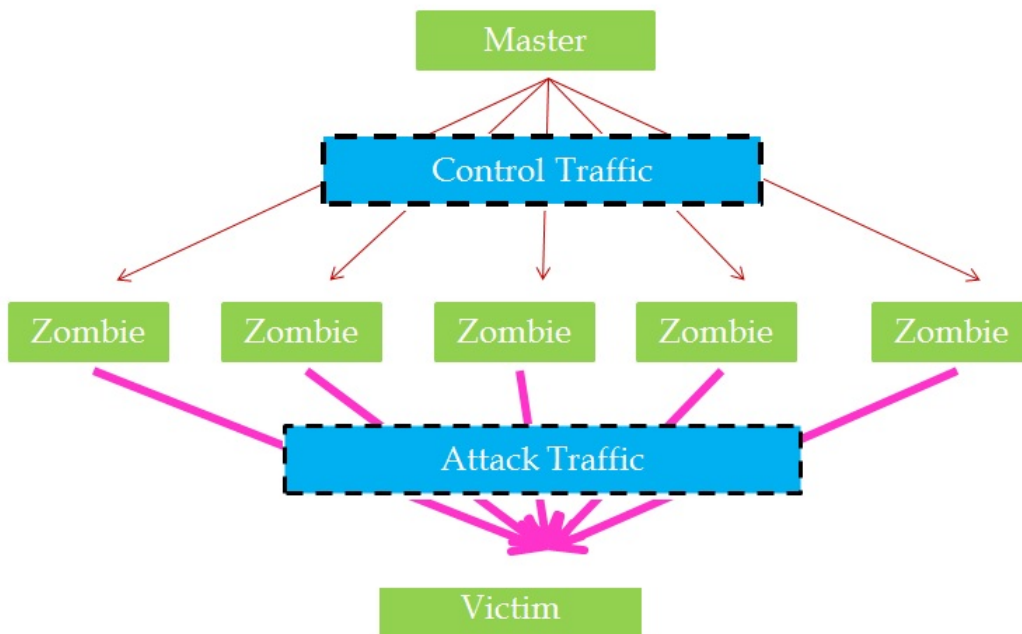 Master
Control Traffic
Zombie
Zombie
Zombie
Zombie
Zombie
Attack Traffic
Victim